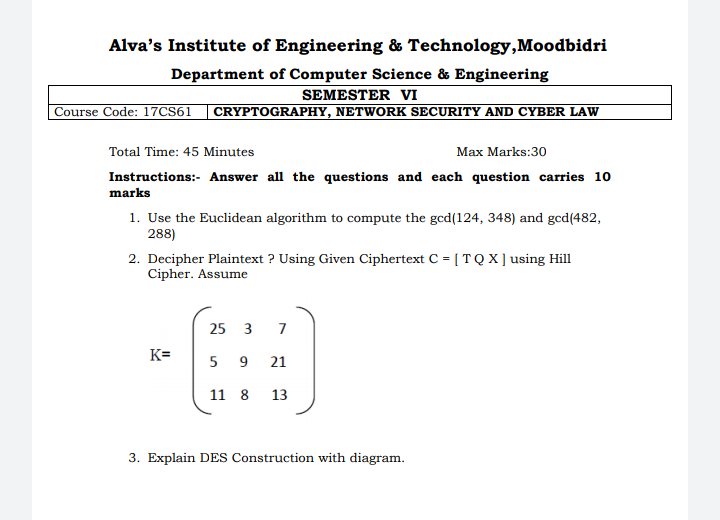 Alva’s Institute of Engineering & Technology,Moodbidri
Department of Computer Science & Engineering
SEMESTER VI
Course Code: 17CS61 CRYPTOGRAPHY, NETWORK SECURITY AND CYBER LAW
Total Time: 45 Minutes Max Marks:30
Instructions:- Answer all the questions and each question carries 10
marks
1. Use the Euclidean algorithm to compute the gcd(124, 348) and gcd(482,
288)
2. Decipher Plaintext ? Using Given Ciphertext C = [ T Q X ] using Hill
Cipher. Assume
25 3 7
K= 5 9 21
11 8 13
3. Explain DES Construction with diagram.